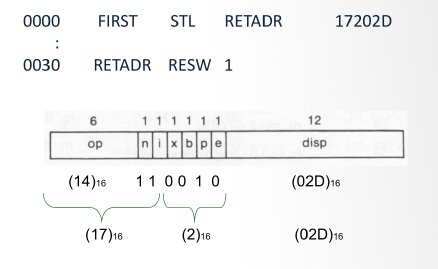 0000 FIRST STL RETADR 17202D
:
0030 RETADR RESW 1
6 1 1 1 1 1 1 12
op n i x b p e disp
(14)16 1 1 0 0 1 0 (02D)16
(17)16 (2)16 (02D)16